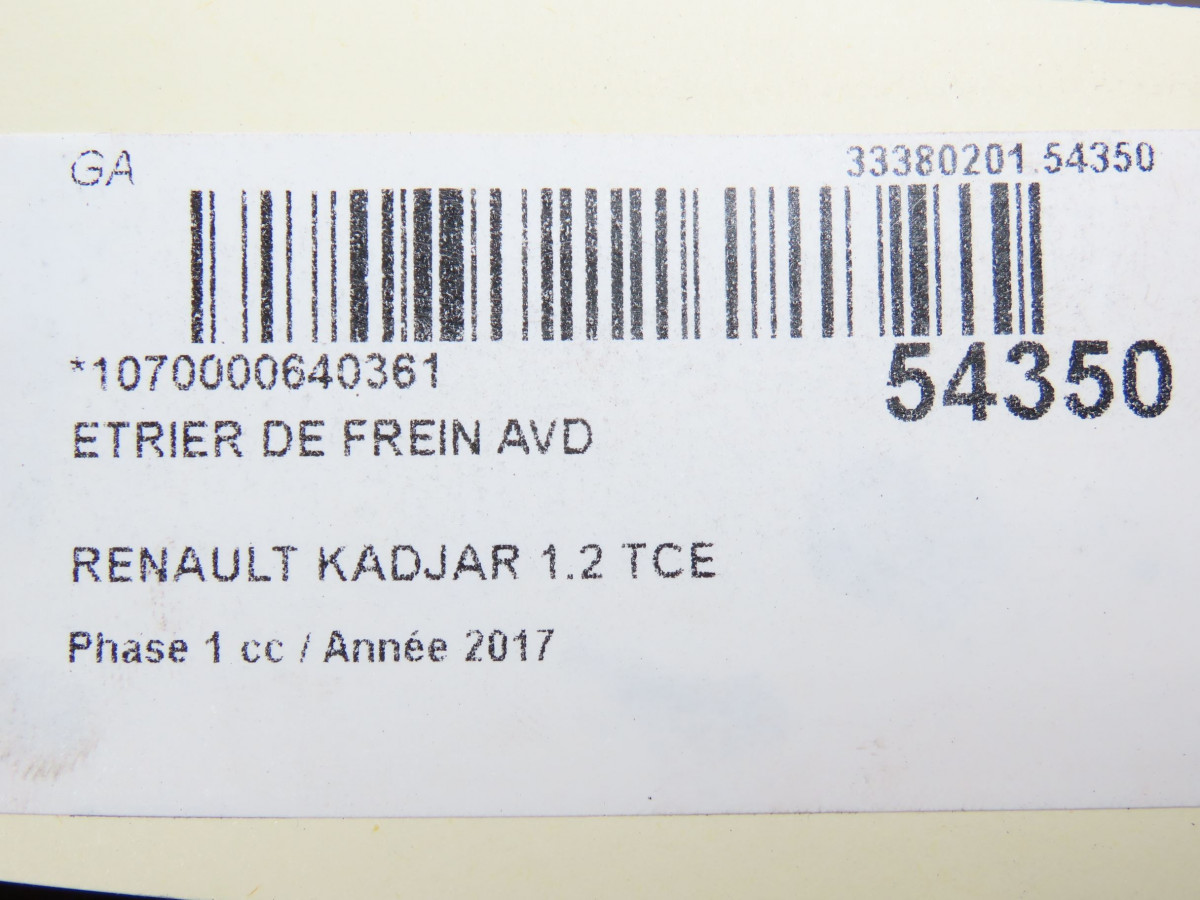 GA
33380201.54350
*1070000640361
54350
ETRIER DE FREIN AVD
RENAULT KADJAR 1.2 TCE
Phase 1 cc / Année 2017